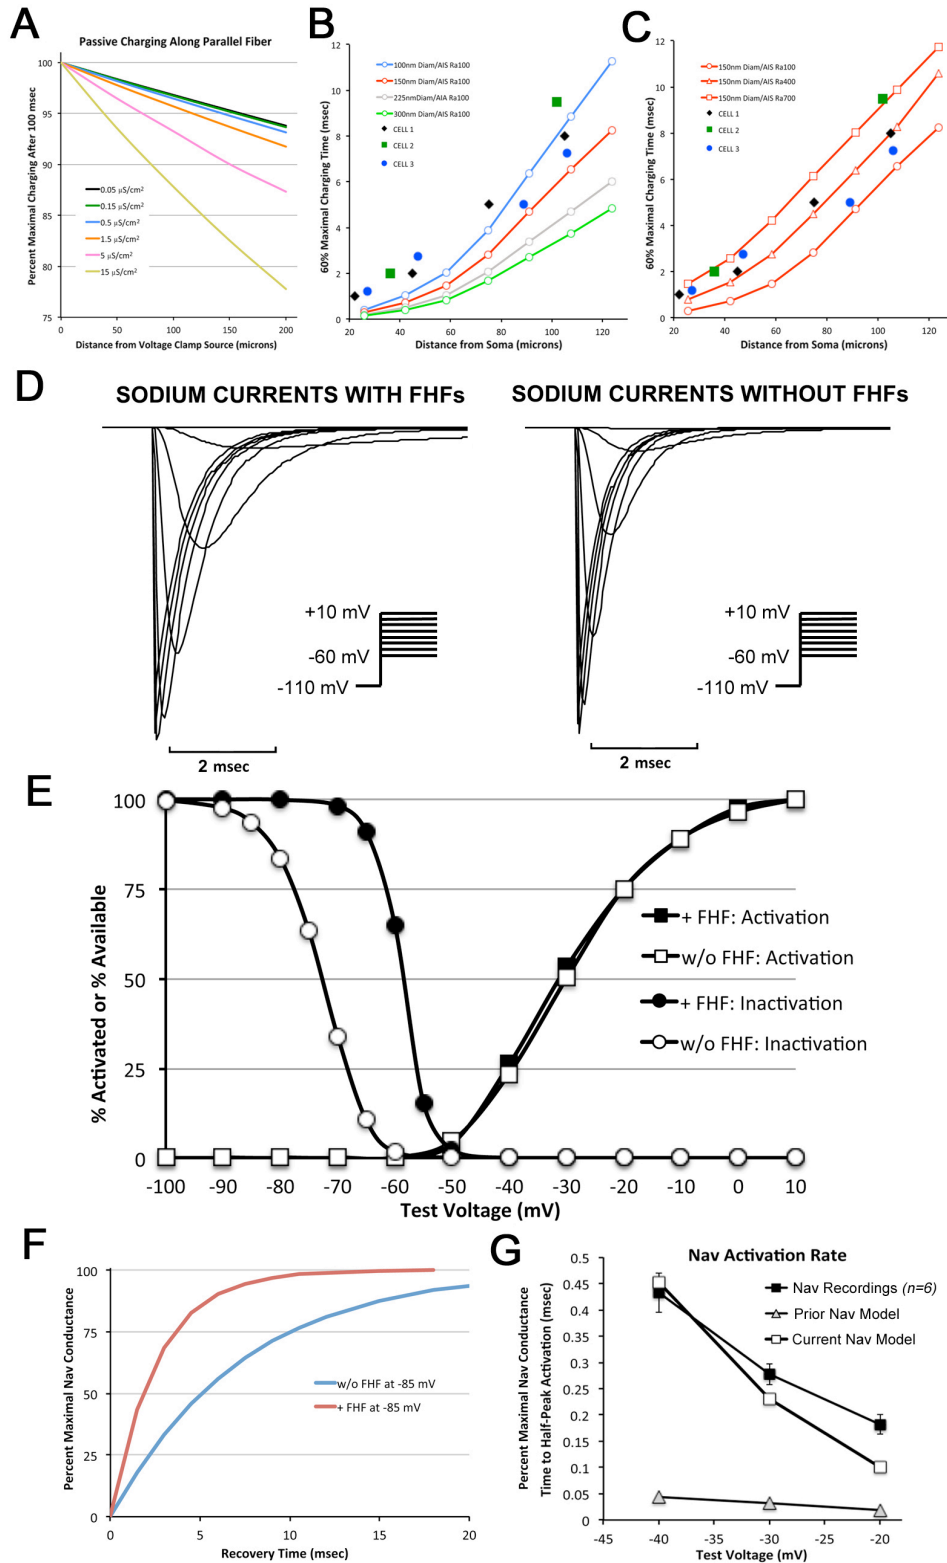 A
Passive Charging Along Parallel Fiber
Percent Maximal Charging After 100 msec
100
95
90
85
80
75
0.05 µS/cm²
0.15 µS/cm²
0.5 µS/cm²
1.5 µS/cm²
5 µS/cm²
15 µS/cm²
0 50 100 150 200
Distance from Voltage Clamp Source (microns)
B
60% Maximal Charging Time (msec)
12
10
8
6
4
2
0
100nm Diam/AIS Ra100
150nm Diam/AIS Ra100
225nmDiam/AIA Ra100
300nm Diam/AIS Ra100
CELL 1
CELL 2
CELL 3
20 40 60 80 100 120
Distance from Soma (microns)
C
60% Maximal Charging Time (msec)
12
10
8
6
4
2
0
150nm Diam/AIS Ra100
150nm Diam/AIS Ra400
150nm Diam/AIS Ra700
CELL 1
CELL 2
CELL 3
20 40 60 80 100 120
Distance from Soma (microns)
D
SODIUM CURRENTS WITH FHFs
+10 mV
-60 mV
-110 mV
2 msec
SODIUM CURRENTS WITHOUT FHFs
+10 mV
-60 mV
-110 mV
2 msec
E
% Activated or % Available
100
75
50
25
0
+ FHF: Activation
w/o FHF: Activation
+ FHF: Inactivation
w/o FHF: Inactivation
-100 -90 -80 -70 -60 -50 -40 -30 -20 -10 0 10
Test Voltage (mV)
F
Percent Maximal Nav Conductance
100
75
50
25
0
w/o FHF at -85 mV
+ FHF at -85 mV
0 5 10 15 20
Recovery Time (msec)
G
Nav Activation Rate
Percent Maximal Nav Conductance
Time to Half-Peak Activation (msec)
0.5
0.45
0.4
0.35
0.3
0.25
0.2
0.15
0.1
0.05
0
Nav Recordings (n=6)
Prior Nav Model
Current Nav Model
-45 -40 -35 -30 -25 -20
Test Voltage (mV)